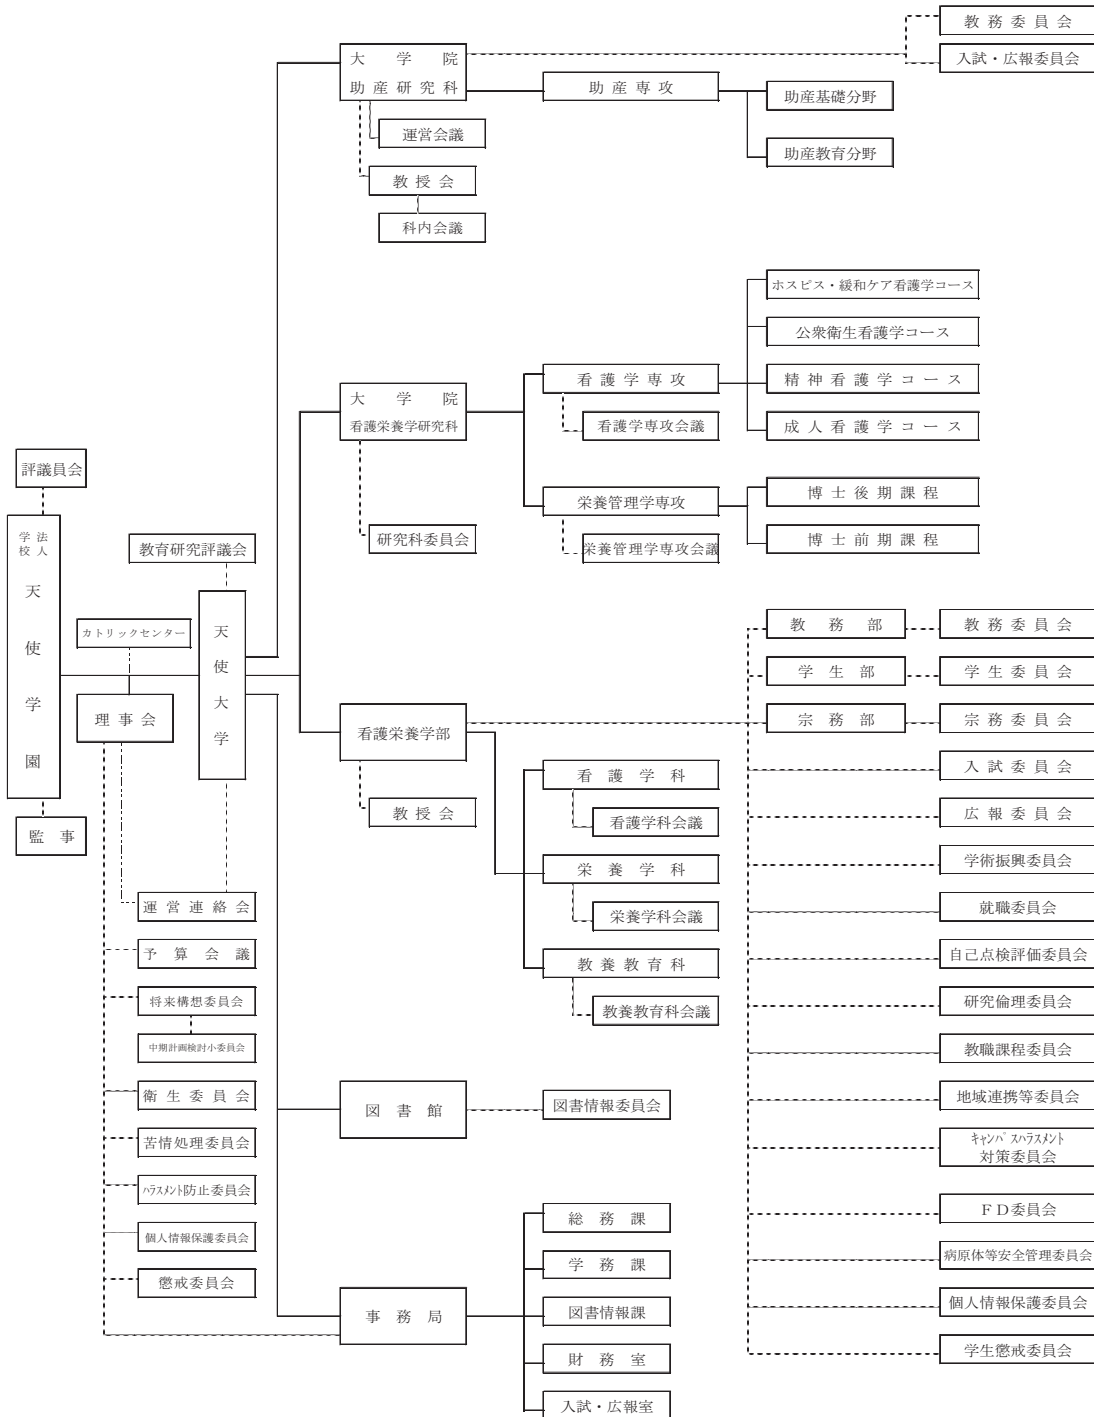 教務委員会
入試・広報委員会
大学院
助産研究科
助産専攻
助産基礎分野
助産教育分野
運営会議
教授会
科内会議
ホスピス・緩和ケア看護学コース
公衆衛生看護学コース
精神看護学コース
成人看護学コース
看護学専攻
看護学専攻会議
大学院
看護栄養学研究科
栄養管理学専攻
栄養管理学専攻会議
博士後期課程
博士前期課程
研究科委員会
評議員会
学校法人
天使学園
監事
教育研究評議会
カトリックセンター
理事会
天使大学
看護栄養学部
教授会
看護学科
看護学科会議
栄養学科
栄養学科会議
教養教育科
教養教育科会議
教務部
教務委員会
学生部
学生委員会
宗務部
宗務委員会
入試委員会
広報委員会
学術振興委員会
就職委員会
自己点検評価委員会
研究倫理委員会
教職課程委員会
地域連携等委員会
キャンパスハラスメント
対策委員会
FD委員会
病原体等安全管理委員会
個人情報保護委員会
学生懲戒委員会
運営連絡会
予算会議
将来構想委員会
中期計画検討小委員会
衛生委員会
苦情処理委員会
ハラスメント防止委員会
個人情報保護委員会
懲戒委員会
図書館
図書情報委員会
事務局
総務課
学務課
図書情報課
財務室
入試・広報室